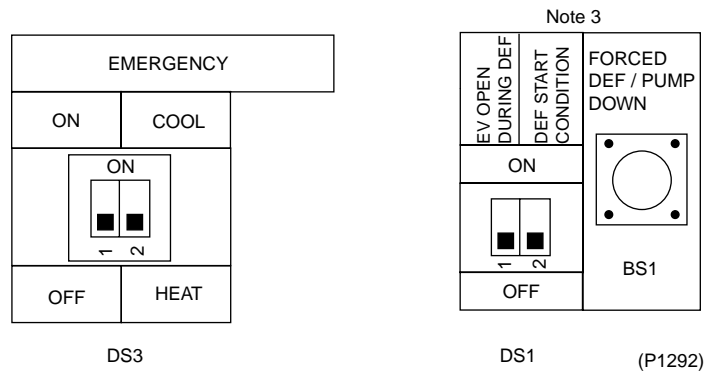 Note 3
EMERGENCY
ON
COOL
ON
1
2
OFF
HEAT
DS3
EV OPEN
DURING DEF
DEF START
CONDITION
ON
1
2
OFF
DS1
FORCED
DEF / PUMP
DOWN
BS1
(P1292)